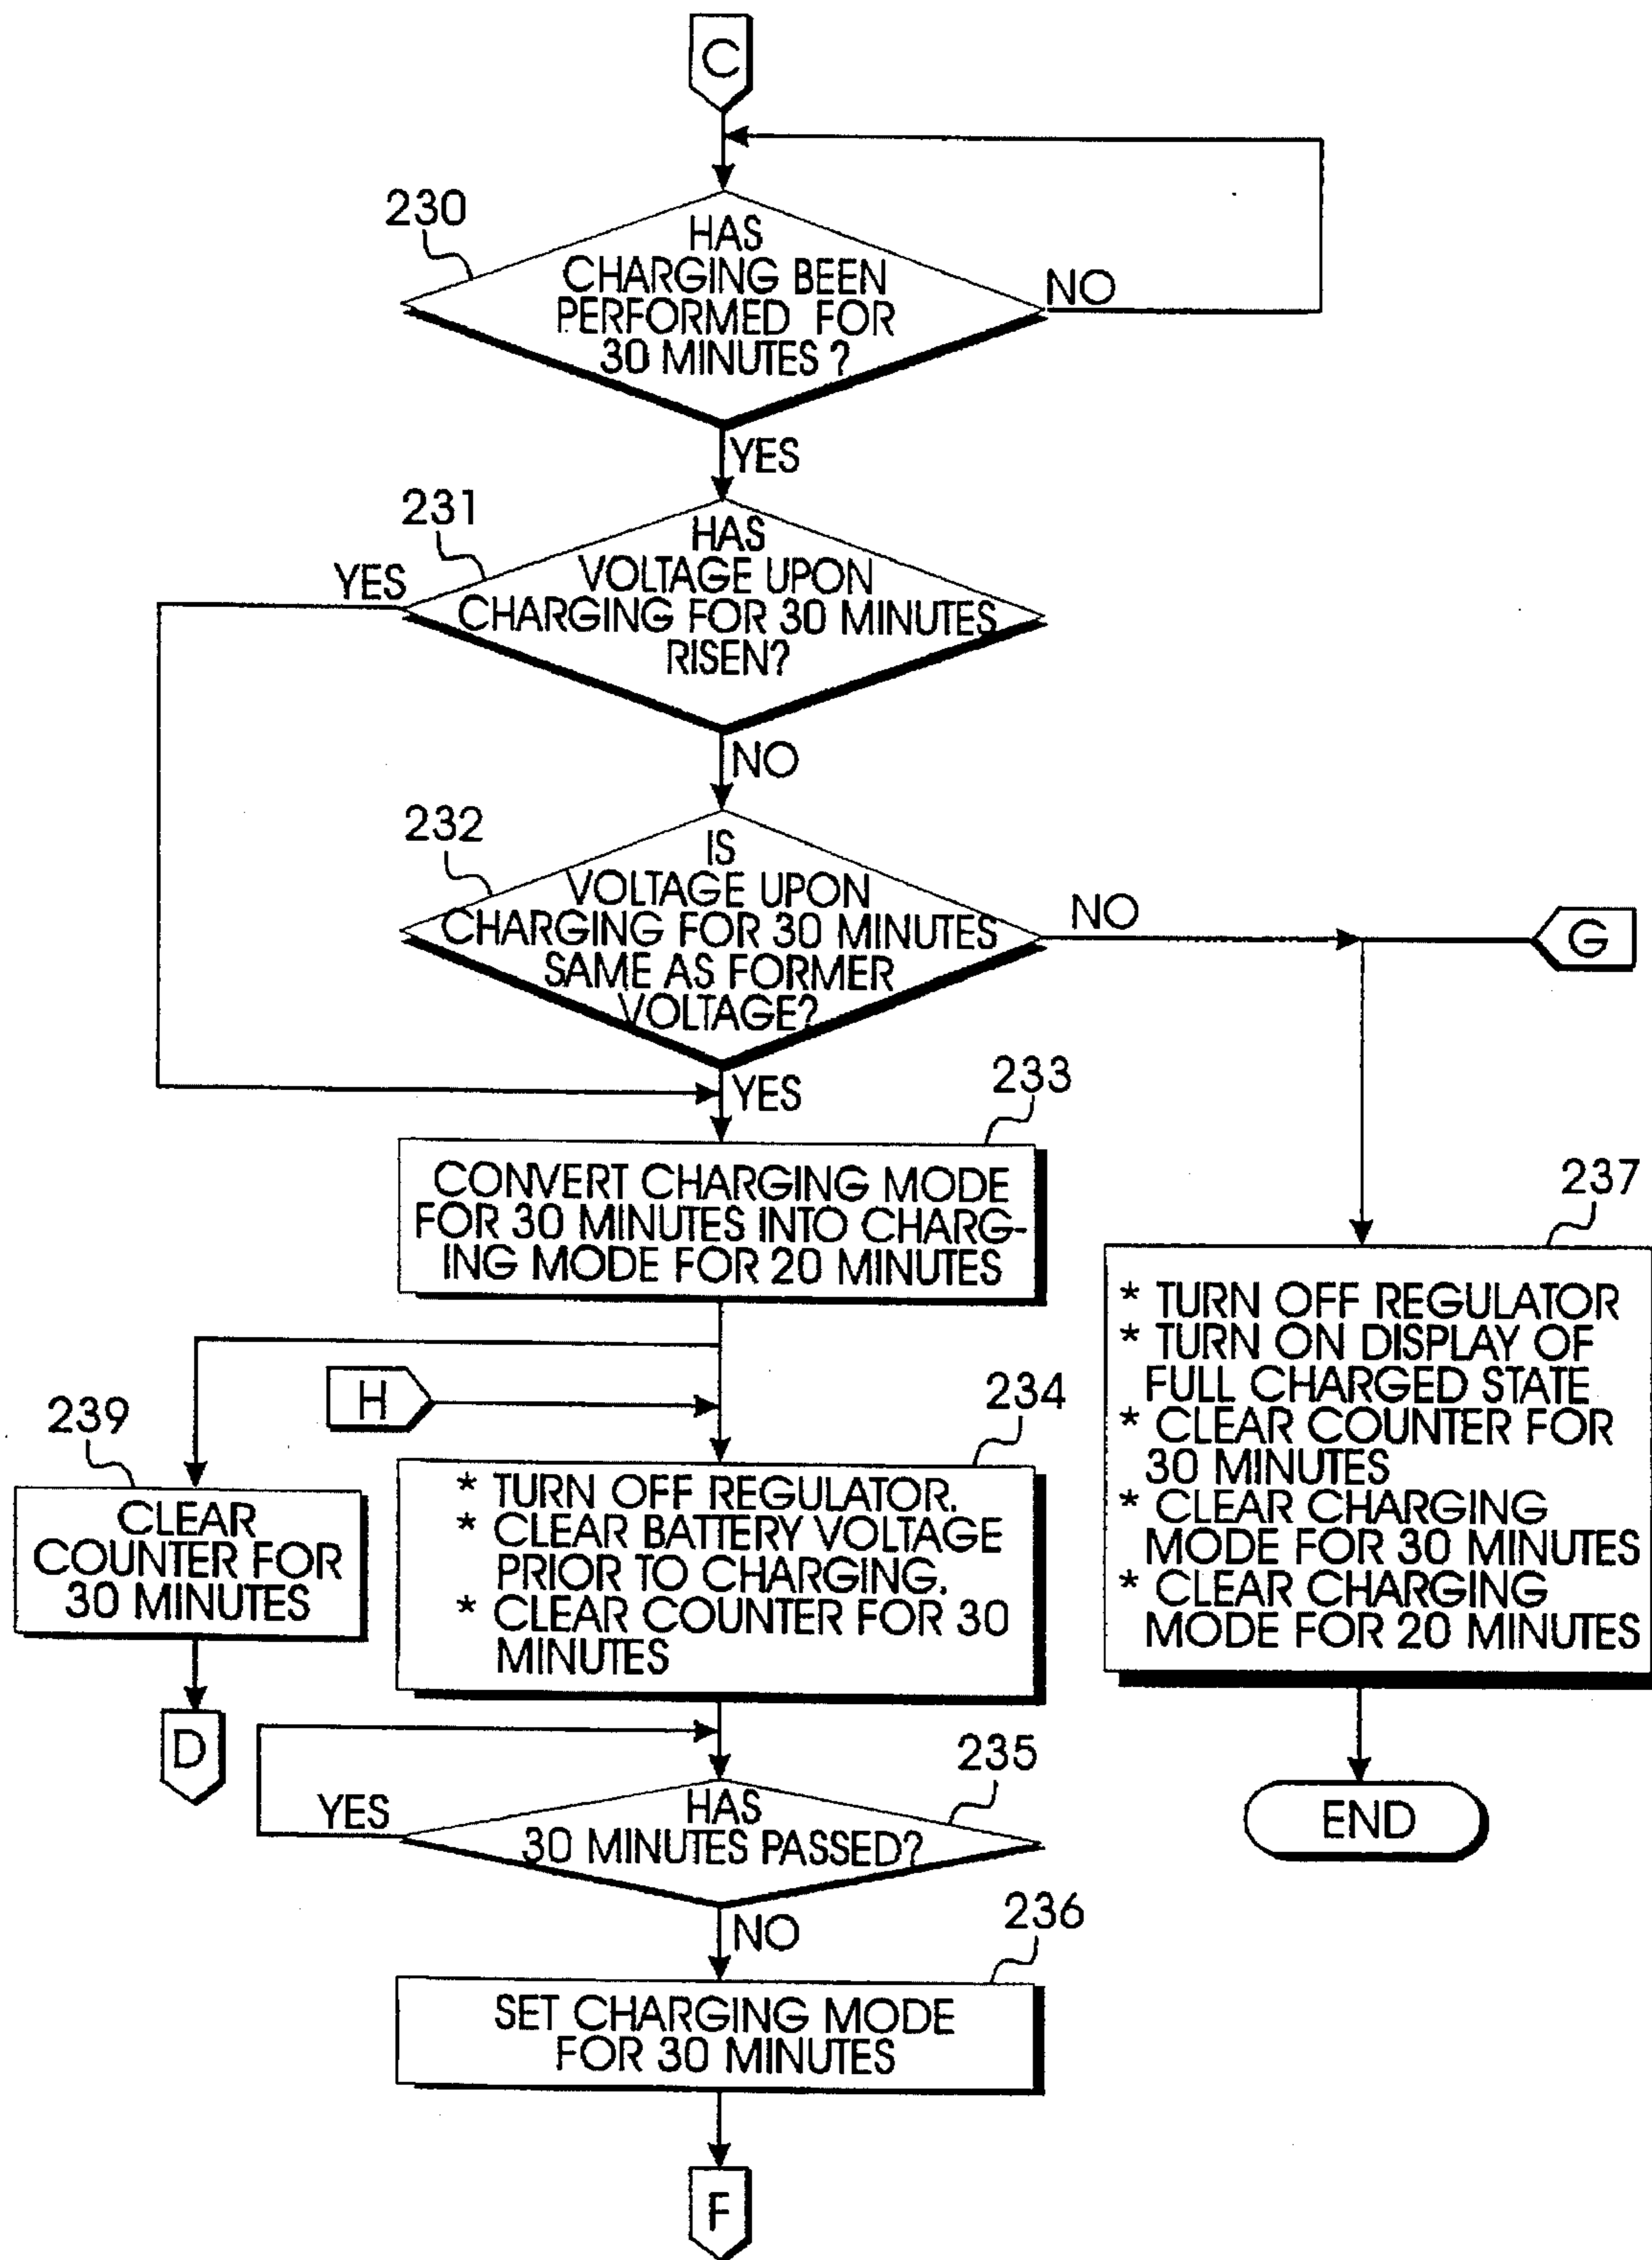 C
230
HAS
CHARGING BEEN
PERFORMED FOR
30 MINUTES ?
NO
YES
231
HAS
VOLTAGE UPON
CHARGING FOR 30 MINUTES
RISEN?
YES
NO
232
IS
VOLTAGE UPON
CHARGING FOR 30 MINUTES
SAME AS FORMER
VOLTAGE?
NO
G
YES
233
CONVERT CHARGING MODE
FOR 30 MINUTES INTO CHARG-
ING MODE FOR 20 MINUTES
237
* TURN OFF REGULATOR
* TURN ON DISPLAY OF
FULL CHARGED STATE
* CLEAR COUNTER FOR
30 MINUTES
* CLEAR CHARGING
MODE FOR 30 MINUTES
* CLEAR CHARGING
MODE FOR 20 MINUTES
END
H
239
CLEAR
COUNTER FOR
30 MINUTES
D
234
* TURN OFF REGULATOR.
* CLEAR BATTERY VOLTAGE
PRIOR TO CHARGING.
* CLEAR COUNTER FOR 30
MINUTES
235
HAS
30 MINUTES PASSED?
YES
NO
236
SET CHARGING MODE
FOR 30 MINUTES
F